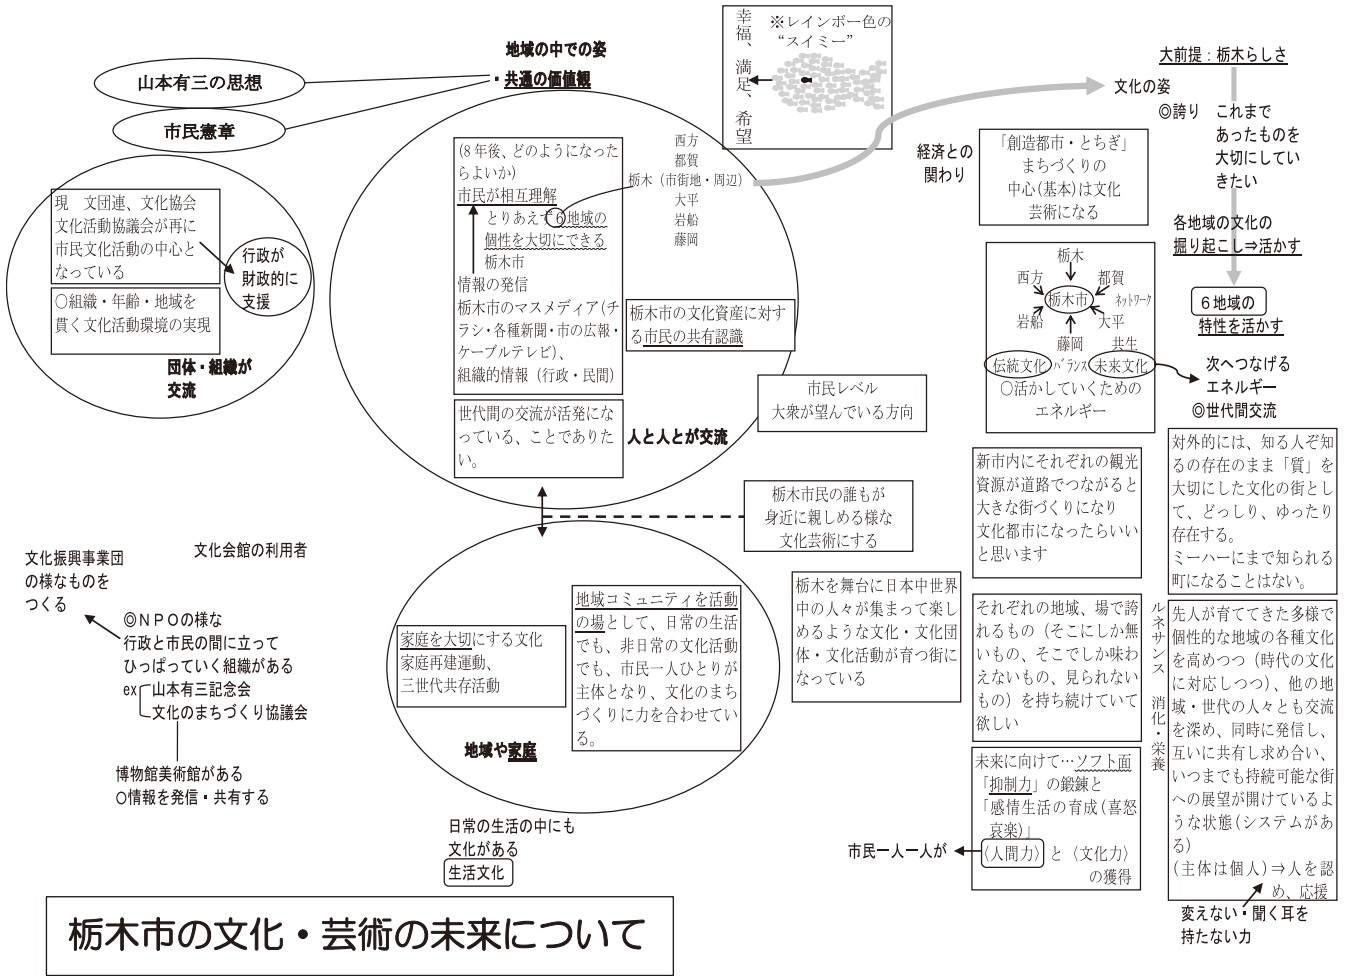 山本有三の思想
市民憲章
地域の中での姿
・共通の価値観
幸福、満足、希望
※レインボー色の
“スイミー”
大前提：栃木らしさ
文化の姿
◎誇り
これまで
あったものを
大切にしてい
きたい
各地域の文化の
掘り起こし⇒活かす
６地域の
特性を活かす
経済との
関わり
「創造都市・とちぎ」
まちづくりの
中心(基本)は文化
芸術になる
現　文団連、文化協会
文化活動協議会が再に
市民文化活動の中心と
なっている
○組織・年齢・地域を
貫く文化活動環境の実現
行政が
財政的に
支援
団体・組織が
交流
(８年後、どのようになった
らよいか)
市民が相互理解
とりあえず６地域の
個性を大切にできる
栃木市
情報の発信
栃木市のマスメディア(チ
ラシ・各種新聞・市の広報・
ケーブルテレビ)、
組織的情報（行政・民間）
西方
都賀
栃木（市街地・周辺）
大平
岩船
藤岡
栃木市の文化資産に対す
る市民の共有認識
世代間の交流が活発にな
っている、ことでありた
い。
人と人とが交流
市民レベル
大衆が望んでいる方向
栃木
西方
都賀
栃木市
ネットワーク
岩船
大平
藤岡
共生
伝統文化
バランス
未来文化
○活かしていくための
エネルギー
次へつなげる
エネルギー
◎世代間交流
栃木市民の誰もが
身近に親しめる様な
文化芸術にする
新市内にそれぞれの観光
資源が道路でつながると
大きな街づくりになり
文化都市になったらいい
と思います
対外的には、知る人ぞ知
るの存在のまま「質」を
大切にした文化の街とし
て、どっしり、ゆったり
存在する。
ミーハーにまで知られる
町になることはない。
文化振興事業団
の様なものを
つくる
文化会館の利用者
◎ＮＰＯの様な
行政と市民の間に立って
ひっぱっていく組織がある
ex
山本有三記念会
文化のまちづくり協議会
博物館美術館がある
○情報を発信・共有する
家庭を大切にする文化
家庭再建運動、
三世代共存活動
地域コミュニティを活動
の場として、日常の生活
でも、非日常の文化活動
でも、市民一人ひとりが
主体となり、文化のまち
づくりに力を合わせてい
る。
地域や家庭
日常の生活の中にも
文化がある
生活文化
栃木を舞台に日本中世界
中の人々が集まって楽し
めるような文化・文化団
体・文化活動が育つ街に
なっている
それぞれの地域、場で誇
れるもの（そこにしか無
いもの、そこでしか味わ
えないもの、見られない
もの）を持ち続けていて
欲しい
ルネサンス　消化・栄養
先人が育ててきた多様で
個性的な地域の各種文化
を高めつつ（時代の文化
に対応しつつ）、他の地
域・世代の人々とも交流
を深め、同時に発信し、
互いに共有し求め合い、
いつまでも持続可能な街
への展望が開けているよ
うな状態(システムがあ
る)
(主体は個人)⇒人を認
め、応援
変えない・聞く耳を
持たない力
未来に向けて…ソフト面
「抑制力」の鍛錬と
「感情生活の育成(喜怒
哀楽)」
〈人間力〉と〈文化力〉
の獲得
市民一人一人が
栃木市の文化・芸術の未来について